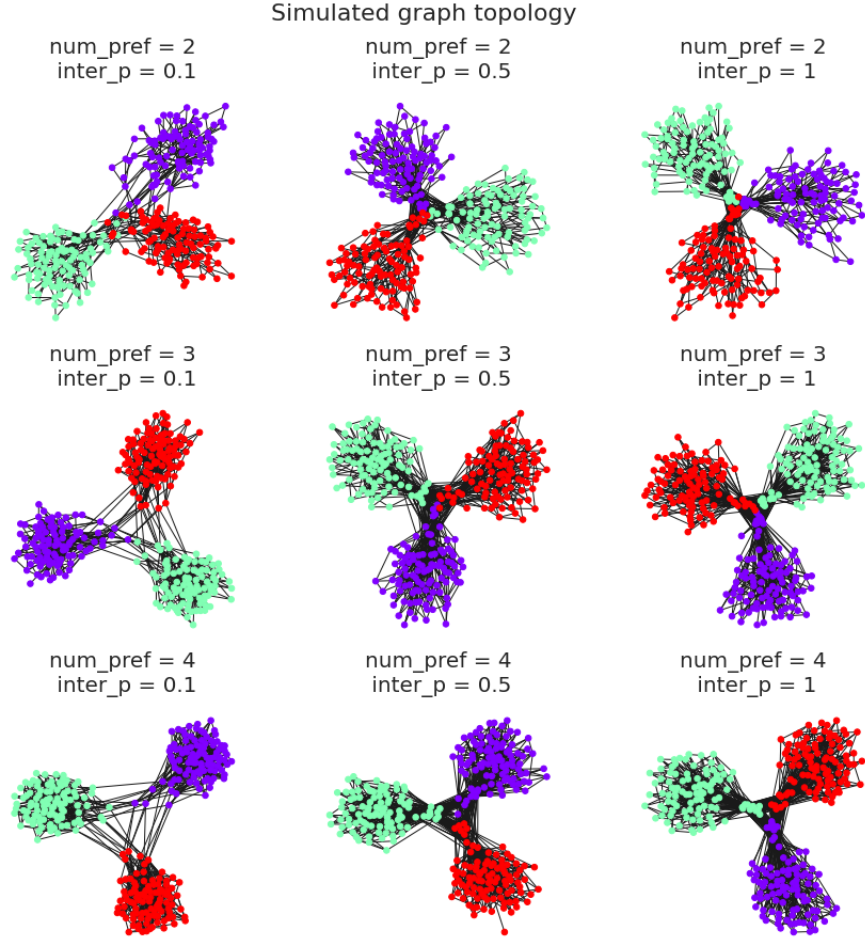 Simulated graph topology
num_pref = 2
inter_p = 0.1
num_pref = 2
inter_p = 0.5
num_pref = 2
inter_p = 1
num_pref = 3
inter_p = 0.1
num_pref = 3
inter_p = 0.5
num_pref = 3
inter_p = 1
num_pref = 4
inter_p = 0.1
num_pref = 4
inter_p = 0.5
num_pref = 4
inter_p = 1